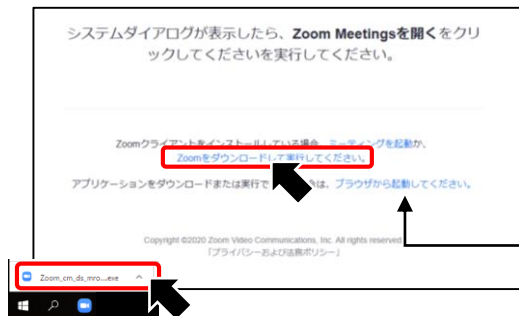 システムダイアログが表示したら、Zoom Meetingsを開くをクリ
ックしてくださいを実行してください。
Zoomクライアントをインストールしている場合、ミーティングを起動か、
Zoomをダウンロードして実行してください。
アプリケーションをダウンロードまたは実行で は、ブラウザから起動してください。
Copyright ©2020 Zoom Video Communications, Inc. All rights reserved.
「プライバシーおよび法務ポリシー」
Zoom_cm_ds_mro....exe